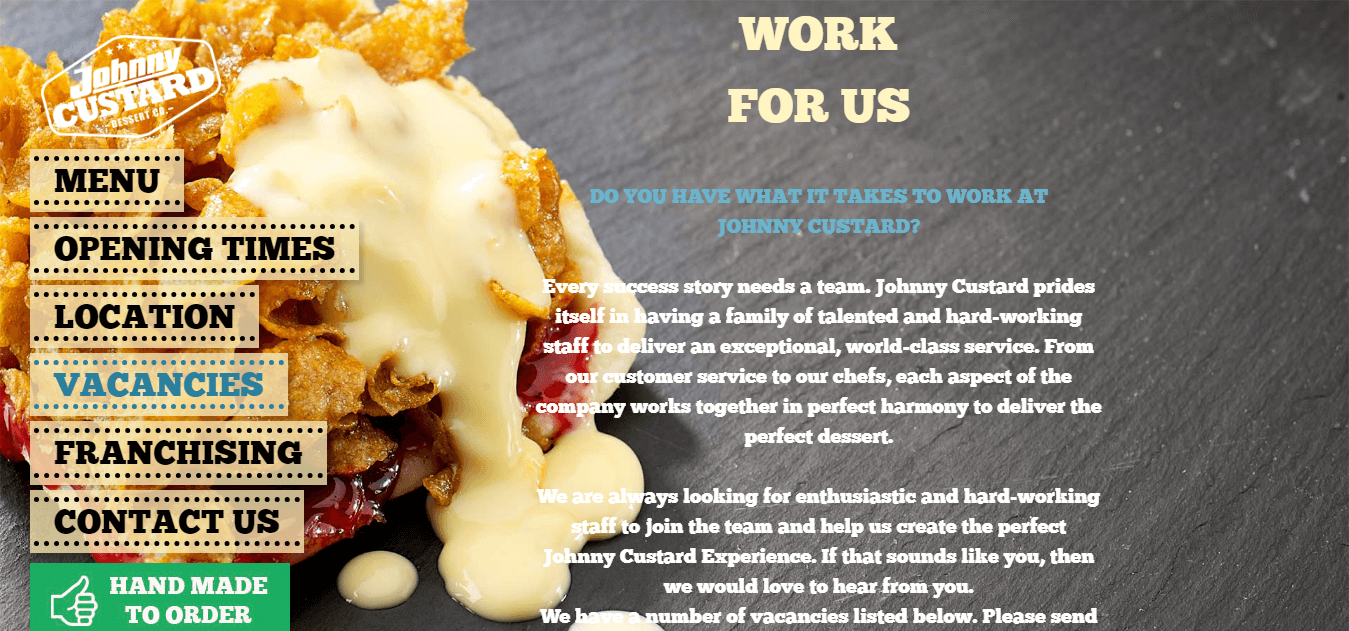 Johnny
CUSTARD
DESSERT CO.
MENU
OPENING TIMES
LOCATION
VACANCIES
FRANCHISING
CONTACT US
HAND MADE
TO ORDER
WORK
FOR US
DO YOU HAVE WHAT IT TAKES TO WORK AT
JOHNNY CUSTARD?
Every success story needs a team. Johnny Custard prides
itself in having a family of talented and hard-working
staff to deliver an exceptional, world-class service. From
our customer service to our chefs, each aspect of the
company works together in perfect harmony to deliver the
perfect dessert.
We are always looking for enthusiastic and hard-working
staff to join the team and help us create the perfect
Johnny Custard Experience. If that sounds like you, then
we would love to hear from you.
We have a number of vacancies listed below. Please send